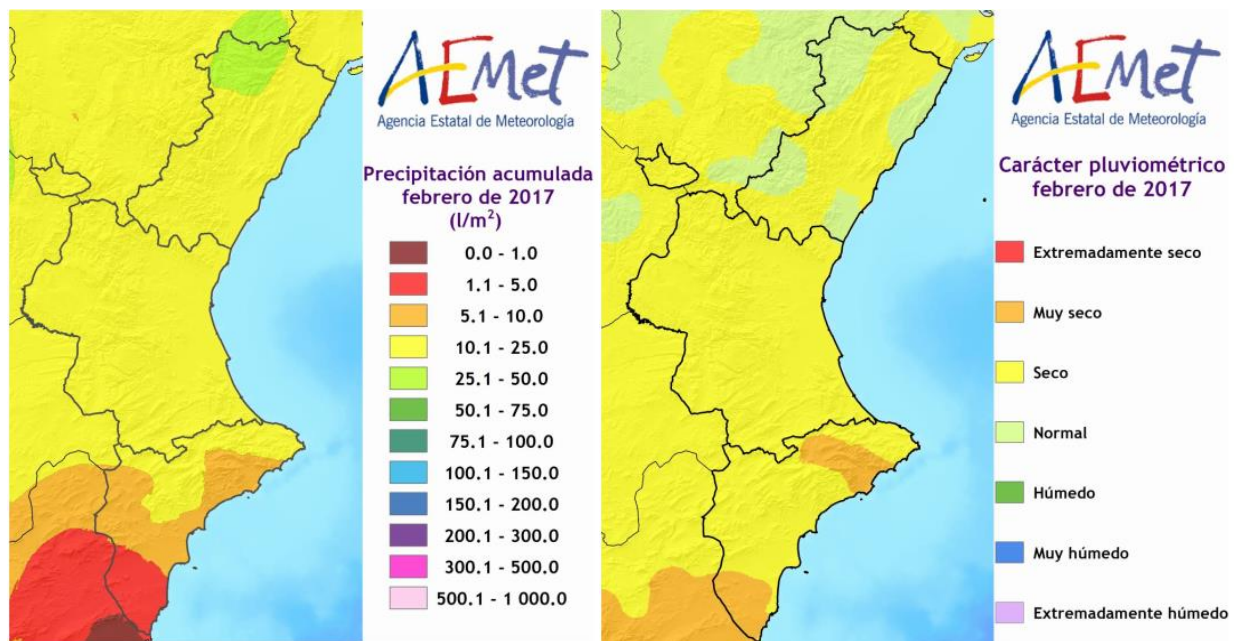 AEMet
Agencia Estatal de Meteorología
Precipitación acumulada
febrero de 2017
(l/m²)
0.0 - 1.0
1.1 - 5.0
5.1 - 10.0
10.1 - 25.0
25.1 - 50.0
50.1 - 75.0
75.1 - 100.0
100.1 - 150.0
150.1 - 200.0
200.1 - 300.0
300.1 - 500.0
500.1 - 1 000.0
AEMet
Agencia Estatal de Meteorología
Carácter pluviométrico
febrero de 2017
Extremadamente seco
Muy seco
Seco
Normal
Húmedo
Muy húmedo
Extremadamente húmedo